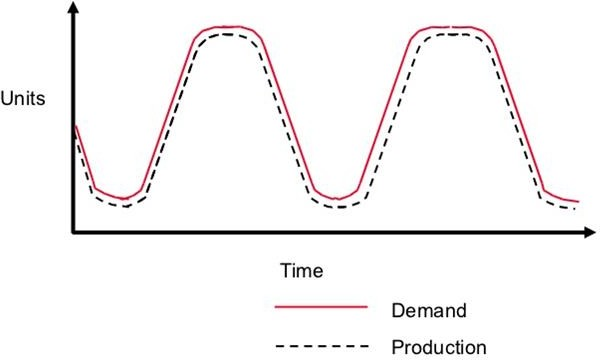 Units
Time
Demand
Production